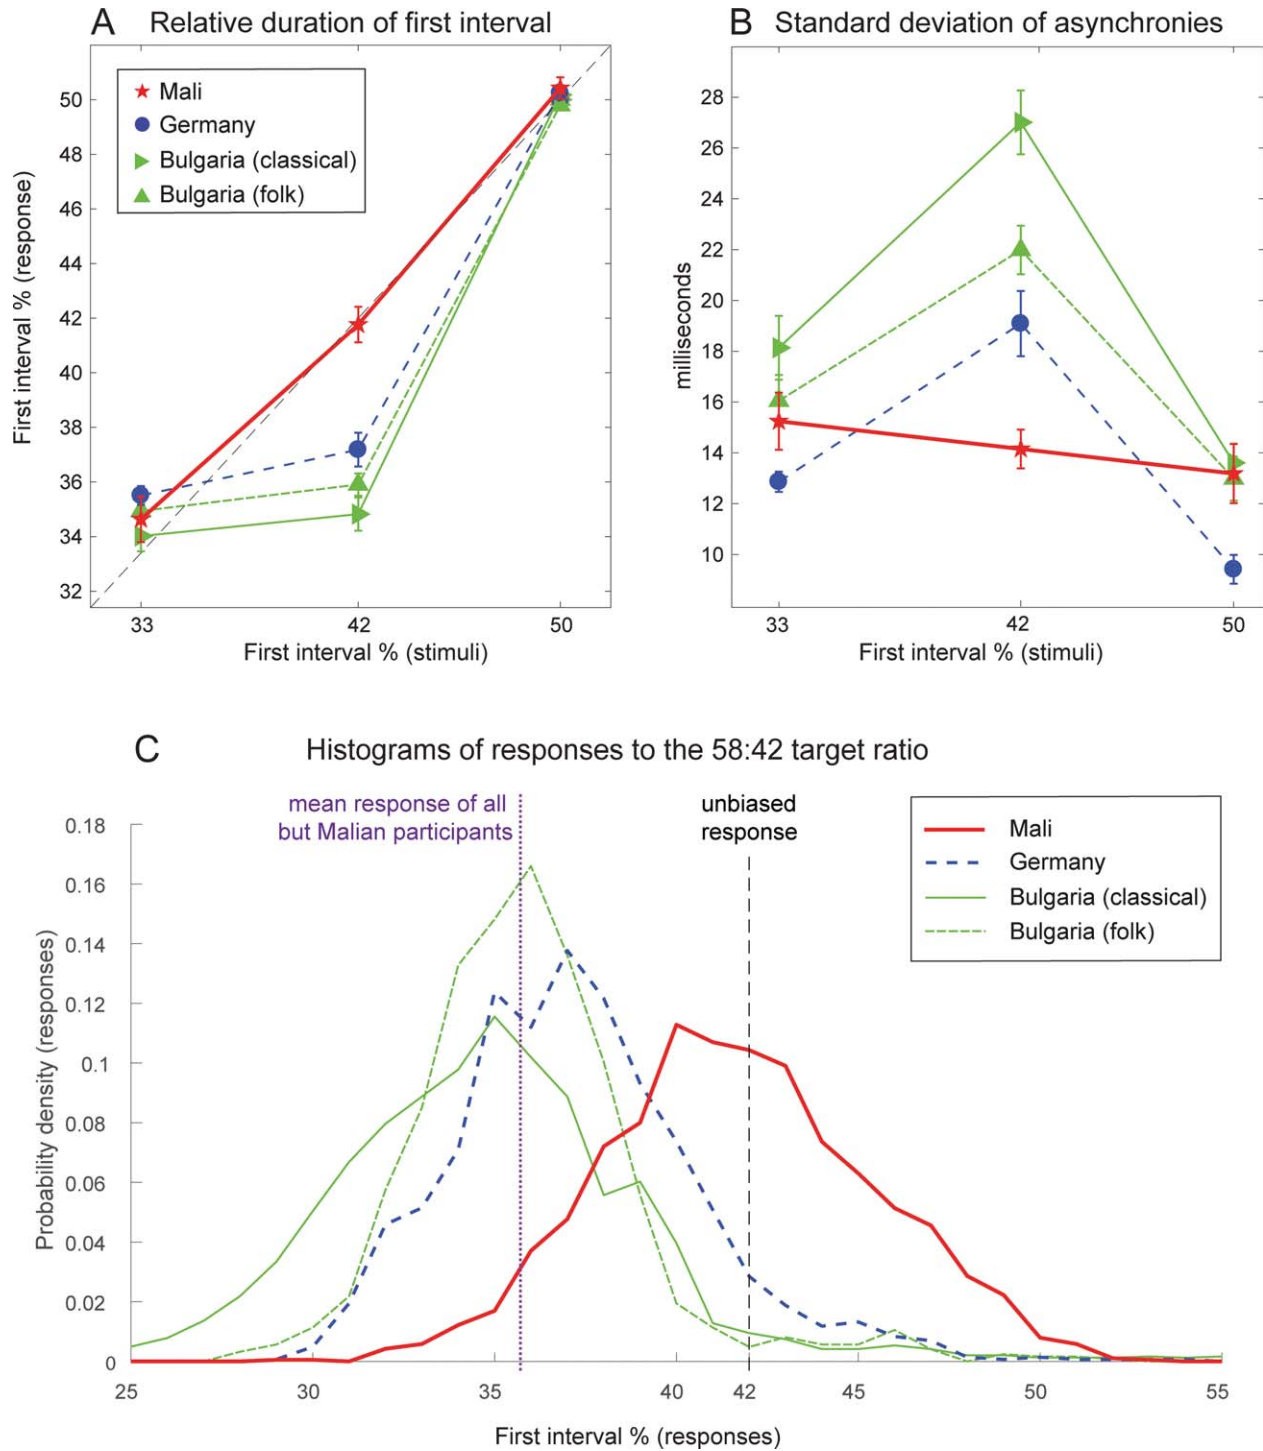 A Relative duration of first interval
Mali
Germany
Bulgaria (classical)
Bulgaria (folk)
First interval % (response)
50
48
46
44
42
40
38
36
34
32
33
42
50
First interval % (stimuli)
B Standard deviation of asynchronies
milliseconds
28
26
24
22
20
18
16
14
12
10
33
42
50
First interval % (stimuli)
C Histograms of responses to the 58:42 target ratio
mean response of all
but Malian participants
unbiased
response
Mali
Germany
Bulgaria (classical)
Bulgaria (folk)
Probability density (responses)
0.18
0.16
0.14
0.12
0.1
0.08
0.06
0.04
0.02
0
25
30
35
40
42
45
50
55
First interval % (responses)